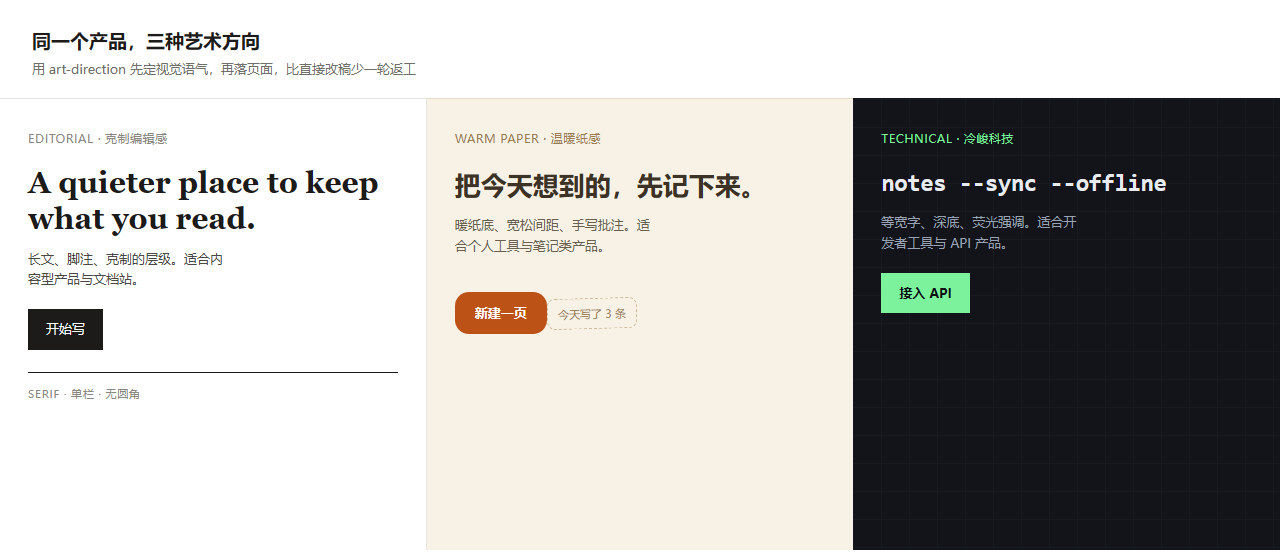 同一个产品，三种艺术方向
用 art-direction 先定视觉语气，再落页面，比直接改稿少一轮返工
EDITORIAL · 克制编辑感
A quieter place to keep
what you read.
长文、脚注、克制的层级。适合内
容型产品与文档站。
开始写
SERIF · 单栏 · 无圆角
WARM PAPER · 温暖纸感
把今天想到的，先记下来。
暖纸底、宽松间距、手写批注。适
合个人工具与笔记类产品。
新建一页
今天写了 3 条
TECHNICAL · 冷峻科技
notes --sync --offline
等宽字、深底、荧光强调。适合开
发者工具与 API 产品。
接入 API